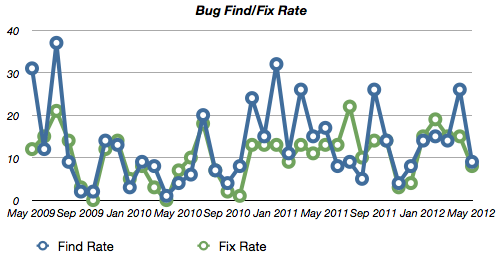 Bug Find/Fix Rate
40
30
20
10
0
May 2009 Sep 2009 Jan 2010 May 2010 Sep 2010 Jan 2011 May 2011 Sep 2011 Jan 2012 May 2012
Find Rate Fix Rate